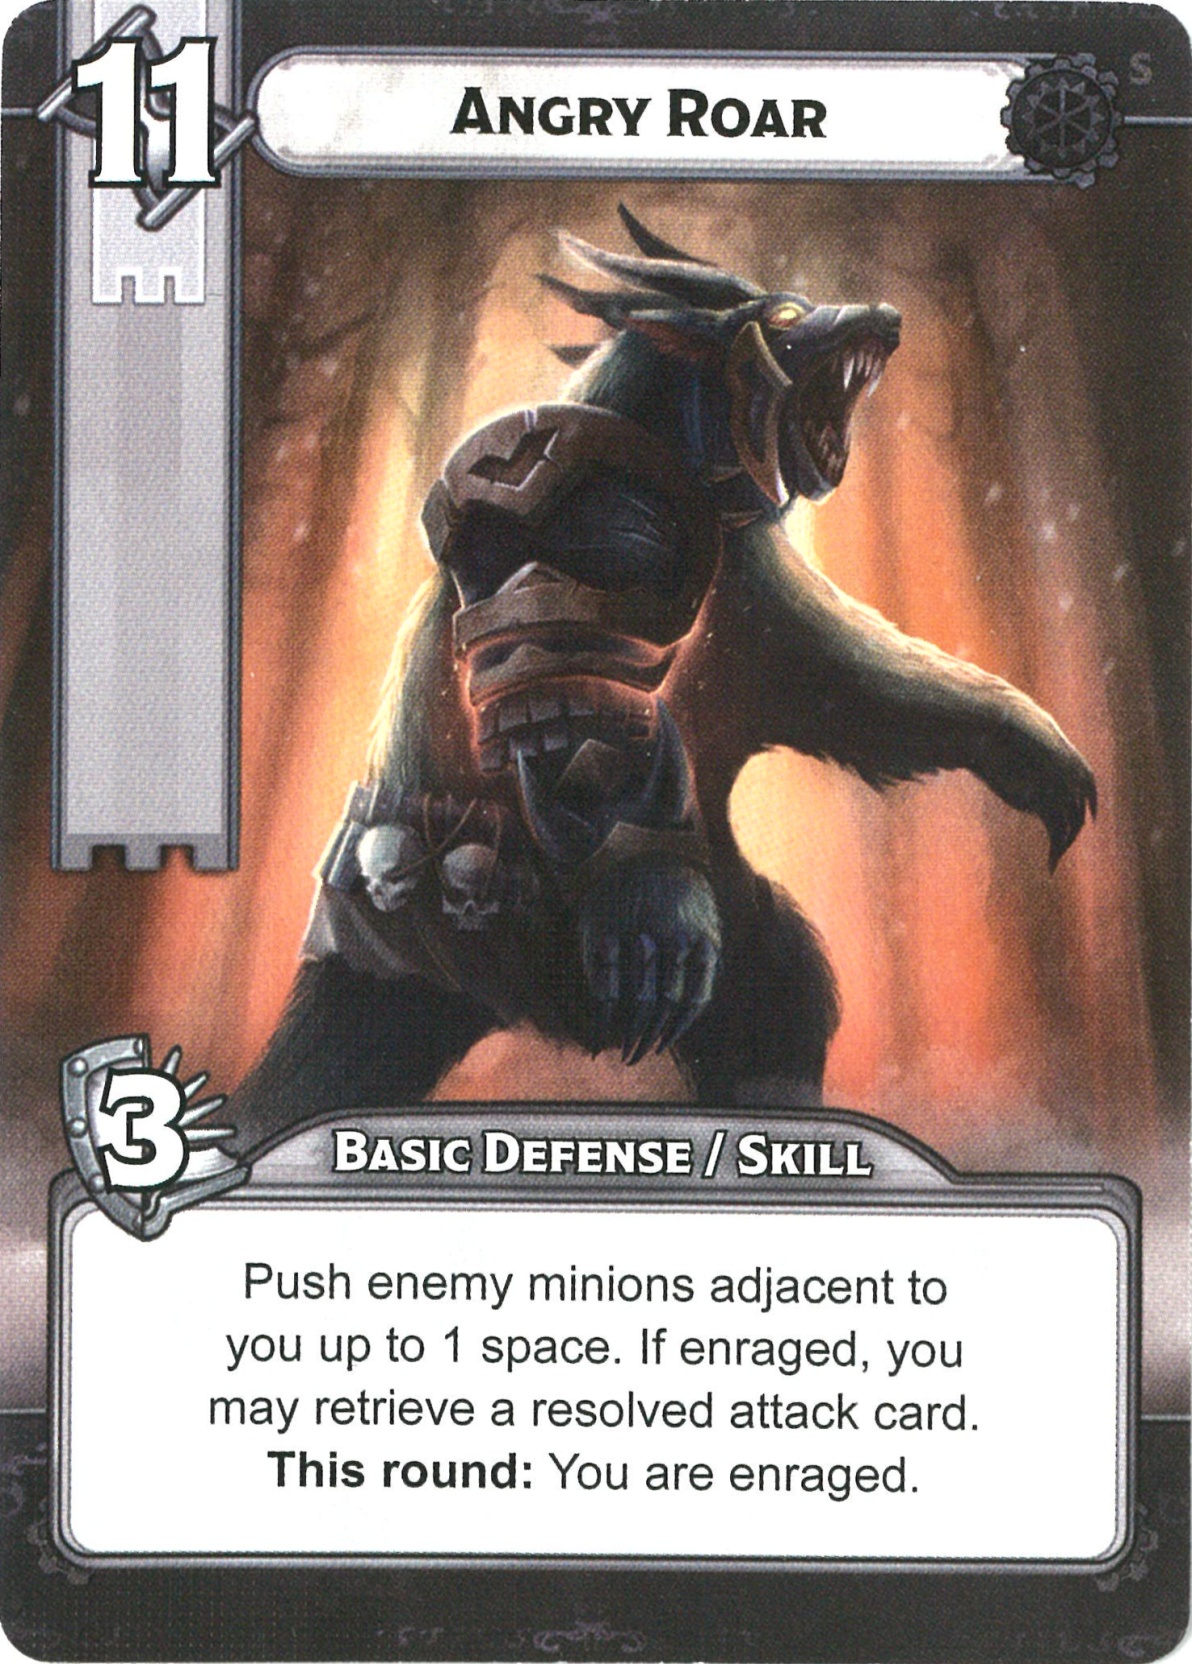 11
ANGRY ROAR
S
3
BASIC DEFENSE / SKILL
Push enemy minions adjacent to
you up to 1 space. If enraged, you
may retrieve a resolved attack card.
This round: You are enraged.